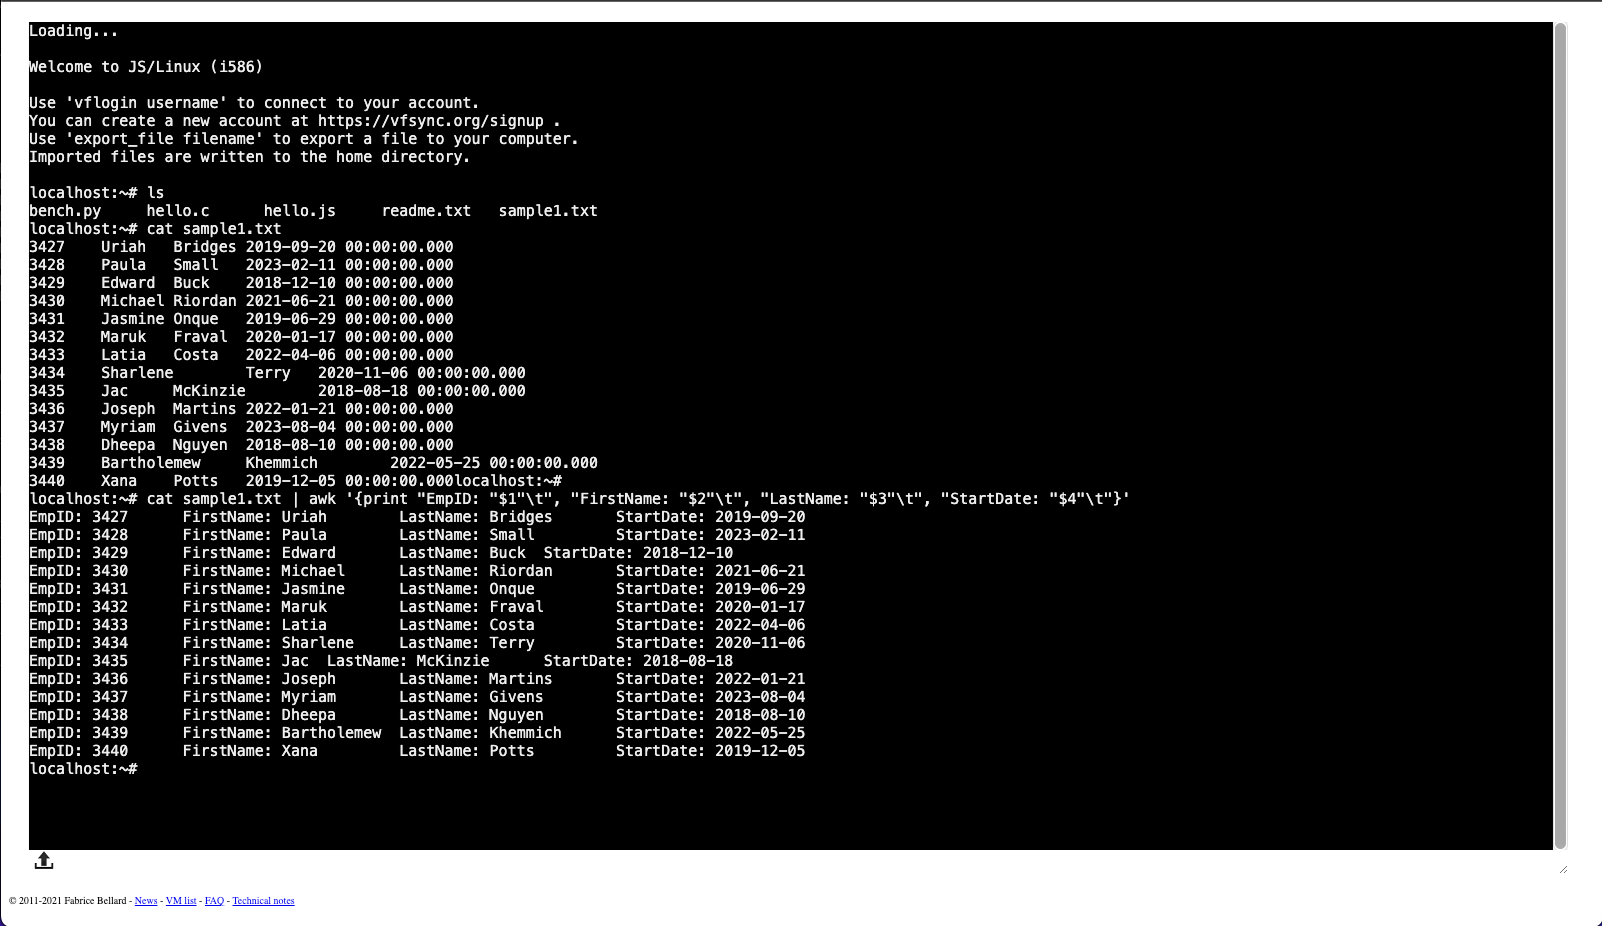 Loading...
Welcome to JS/Linux (i586)
Use 'vflogin username' to connect to your account.
You can create a new account at https://vfsync.org/signup .
Use 'export_file filename' to export a file to your computer.
Imported files are written to the home directory.
localhost:~# ls
bench.py     hello.c      hello.js     readme.txt   sample1.txt
localhost:~# cat sample1.txt
3427    Uriah   Bridges 2019-09-20 00:00:00.000
3428    Paula   Small   2023-02-11 00:00:00.000
3429    Edward  Buck    2018-12-10 00:00:00.000
3430    Michael Riordan 2021-06-21 00:00:00.000
3431    Jasmine Onque   2019-06-29 00:00:00.000
3432    Maruk   Fraval  2020-01-17 00:00:00.000
3433    Latia   Costa   2022-04-06 00:00:00.000
3434    Sharlene        Terry   2020-11-06 00:00:00.000
3435    Jac     McKinzie        2018-08-18 00:00:00.000
3436    Joseph  Martins 2022-01-21 00:00:00.000
3437    Myriam  Givens  2023-08-04 00:00:00.000
3438    Dheepa  Nguyen  2018-08-10 00:00:00.000
3439    Bartholemew     Khemmich        2022-05-25 00:00:00.000
3440    Xana    Potts   2019-12-05 00:00:00.000localhost:~#
localhost:~# cat sample1.txt | awk '{print "EmpID: "$1"\t", "FirstName: "$2"\t", "LastName: "$3"\t", "StartDate: "$4"\t"}'
EmpID: 3427      FirstName: Uriah        LastName: Bridges       StartDate: 2019-09-20
EmpID: 3428      FirstName: Paula        LastName: Small         StartDate: 2023-02-11
EmpID: 3429      FirstName: Edward       LastName: Buck  StartDate: 2018-12-10
EmpID: 3430      FirstName: Michael      LastName: Riordan       StartDate: 2021-06-21
EmpID: 3431      FirstName: Jasmine      LastName: Onque         StartDate: 2019-06-29
EmpID: 3432      FirstName: Maruk        LastName: Fraval        StartDate: 2020-01-17
EmpID: 3433      FirstName: Latia        LastName: Costa         StartDate: 2022-04-06
EmpID: 3434      FirstName: Sharlene     LastName: Terry         StartDate: 2020-11-06
EmpID: 3435      FirstName: Jac  LastName: McKinzie      StartDate: 2018-08-18
EmpID: 3436      FirstName: Joseph       LastName: Martins       StartDate: 2022-01-21
EmpID: 3437      FirstName: Myriam       LastName: Givens        StartDate: 2023-08-04
EmpID: 3438      FirstName: Dheepa       LastName: Nguyen        StartDate: 2018-08-10
EmpID: 3439      FirstName: Bartholemew  LastName: Khemmich      StartDate: 2022-05-25
EmpID: 3440      FirstName: Xana         LastName: Potts         StartDate: 2019-12-05
localhost:~#
© 2011-2021 Fabrice Bellard - News - VM list - FAQ - Technical notes